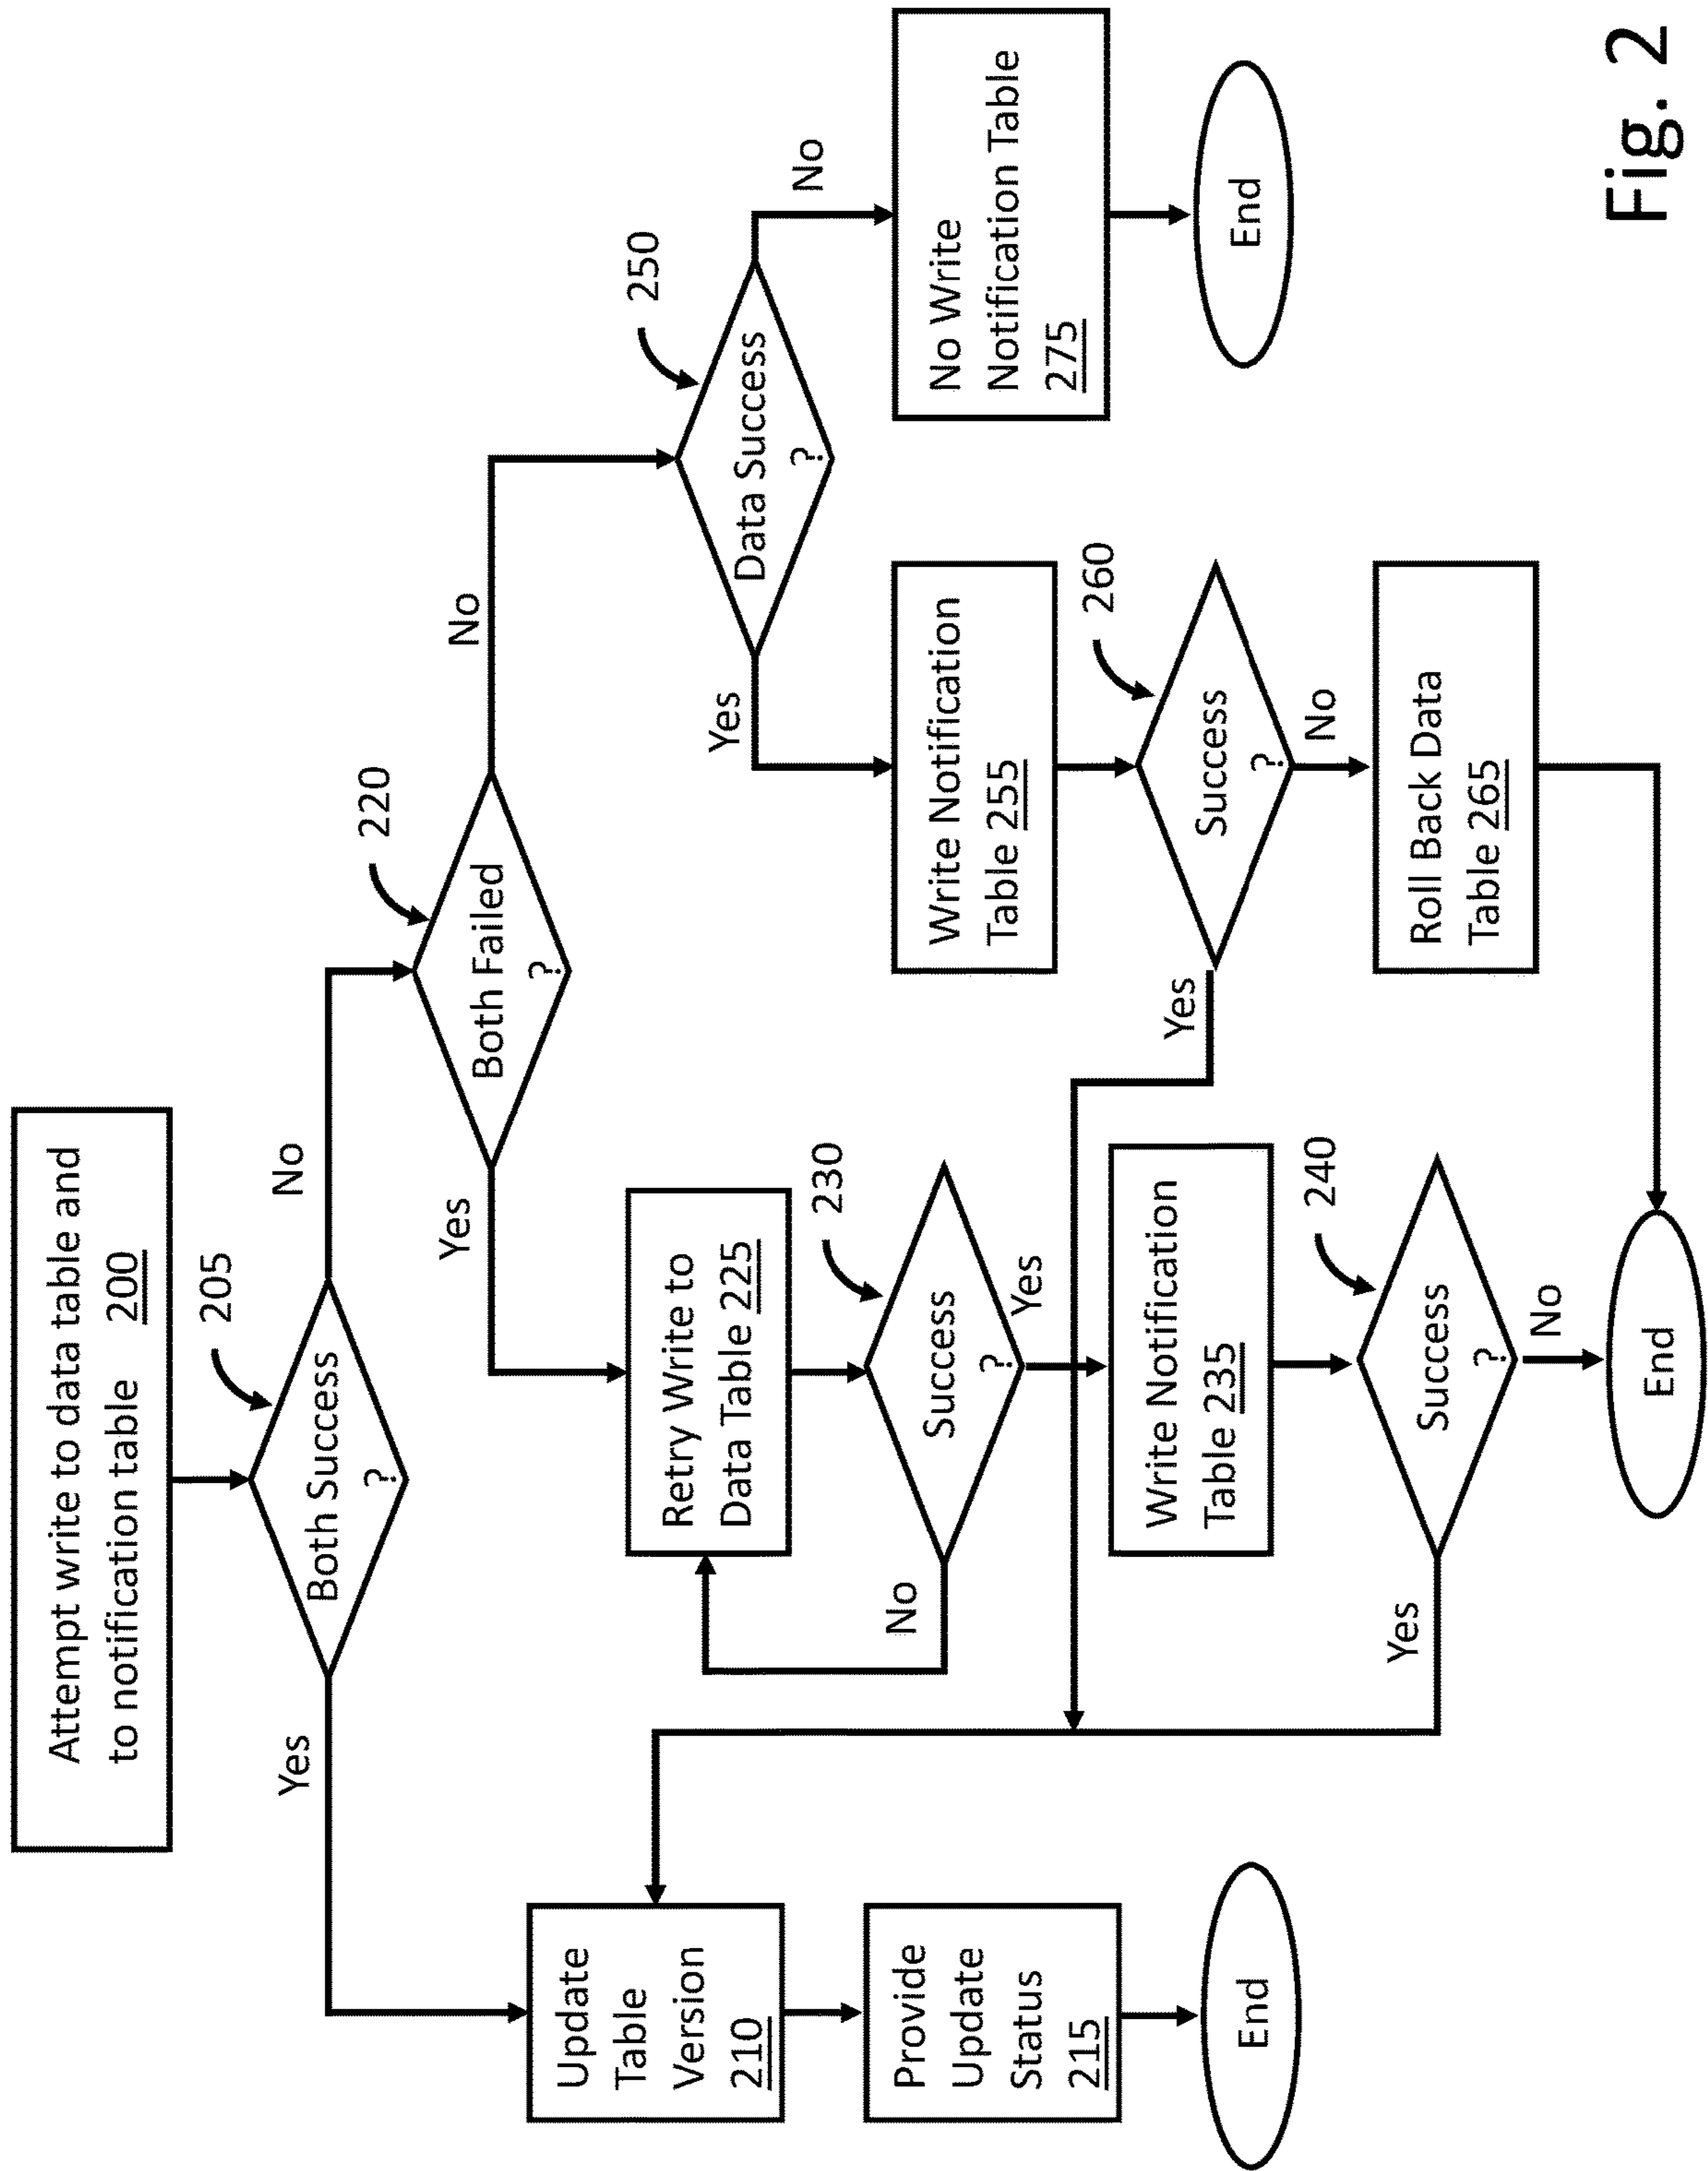 Attempt write to data table and
to notification table 200
205
Both Success
?
Yes
No
220
Both Failed
?
Yes
No
250
Data Success
?
Yes
No
Update
Table
Version
210
Provide
Update
Status
215
End
Retry Write to
Data Table 225
230
Success
?
No
Yes
Write Notification
Table 235
240
Success
?
Yes
No
End
Write Notification
Table 255
260
Success
?
Yes
No
Roll Back Data
Table 265
No Write
Notification Table
275
End
Fig. 2